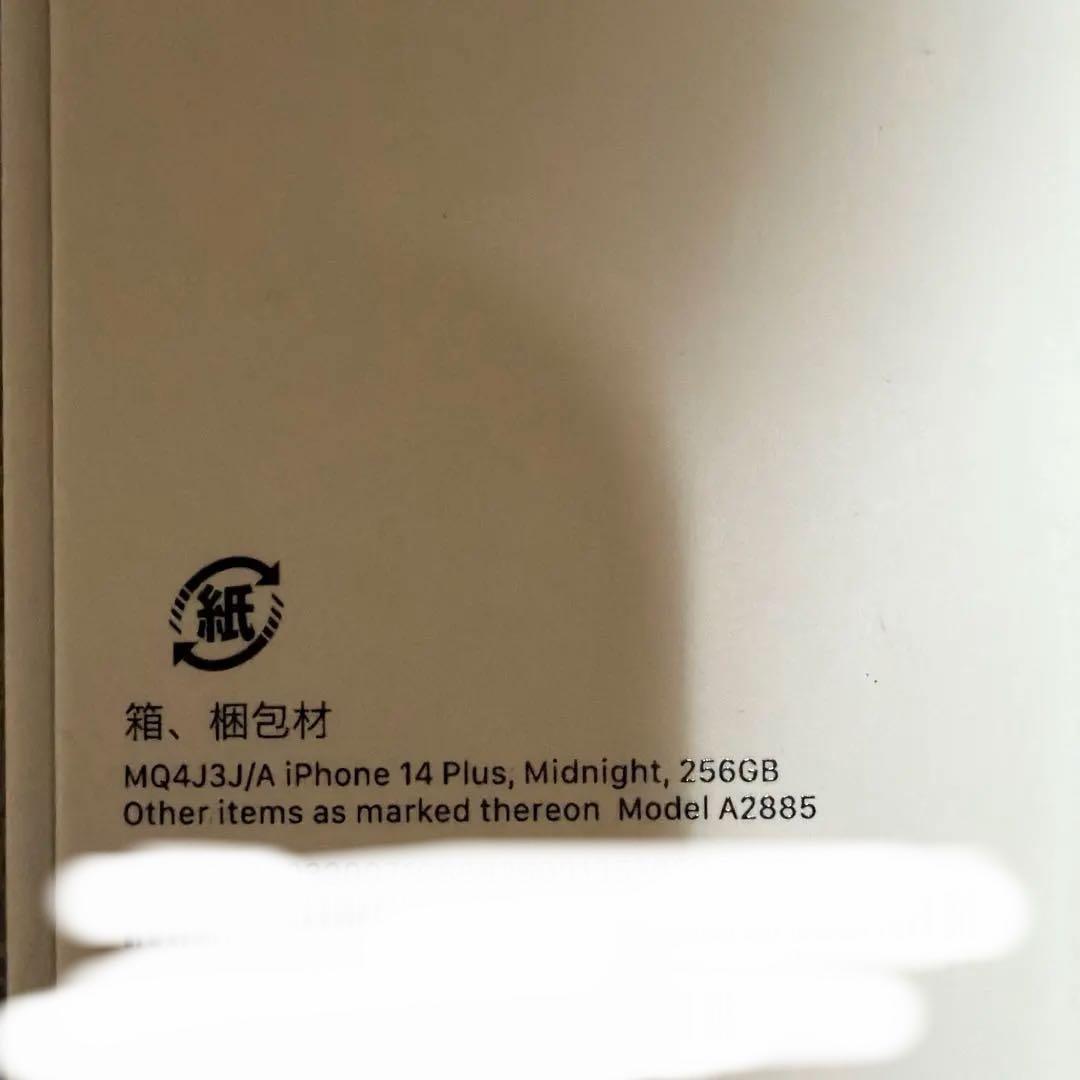 紙
箱、梱包材
MQ4J3J/A iPhone 14 Plus, Midnight, 256GB
Other items as marked thereon Model A2885